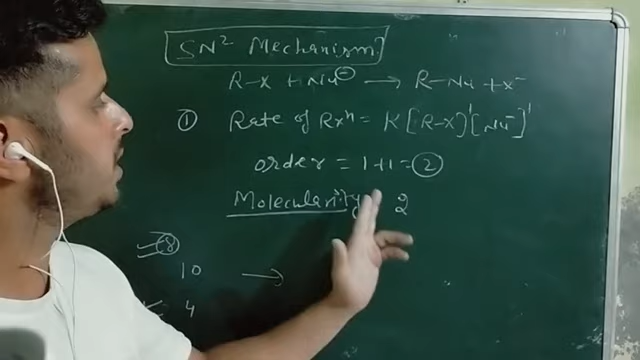 SN² Mechanism
R-X + Nu⊖ → R-Nu + X⁻
① Rate of Rxⁿ = K[R-X]¹[Nu⁻]¹
order = 1+1 = ②
Molecularity 2
8
10 →
4